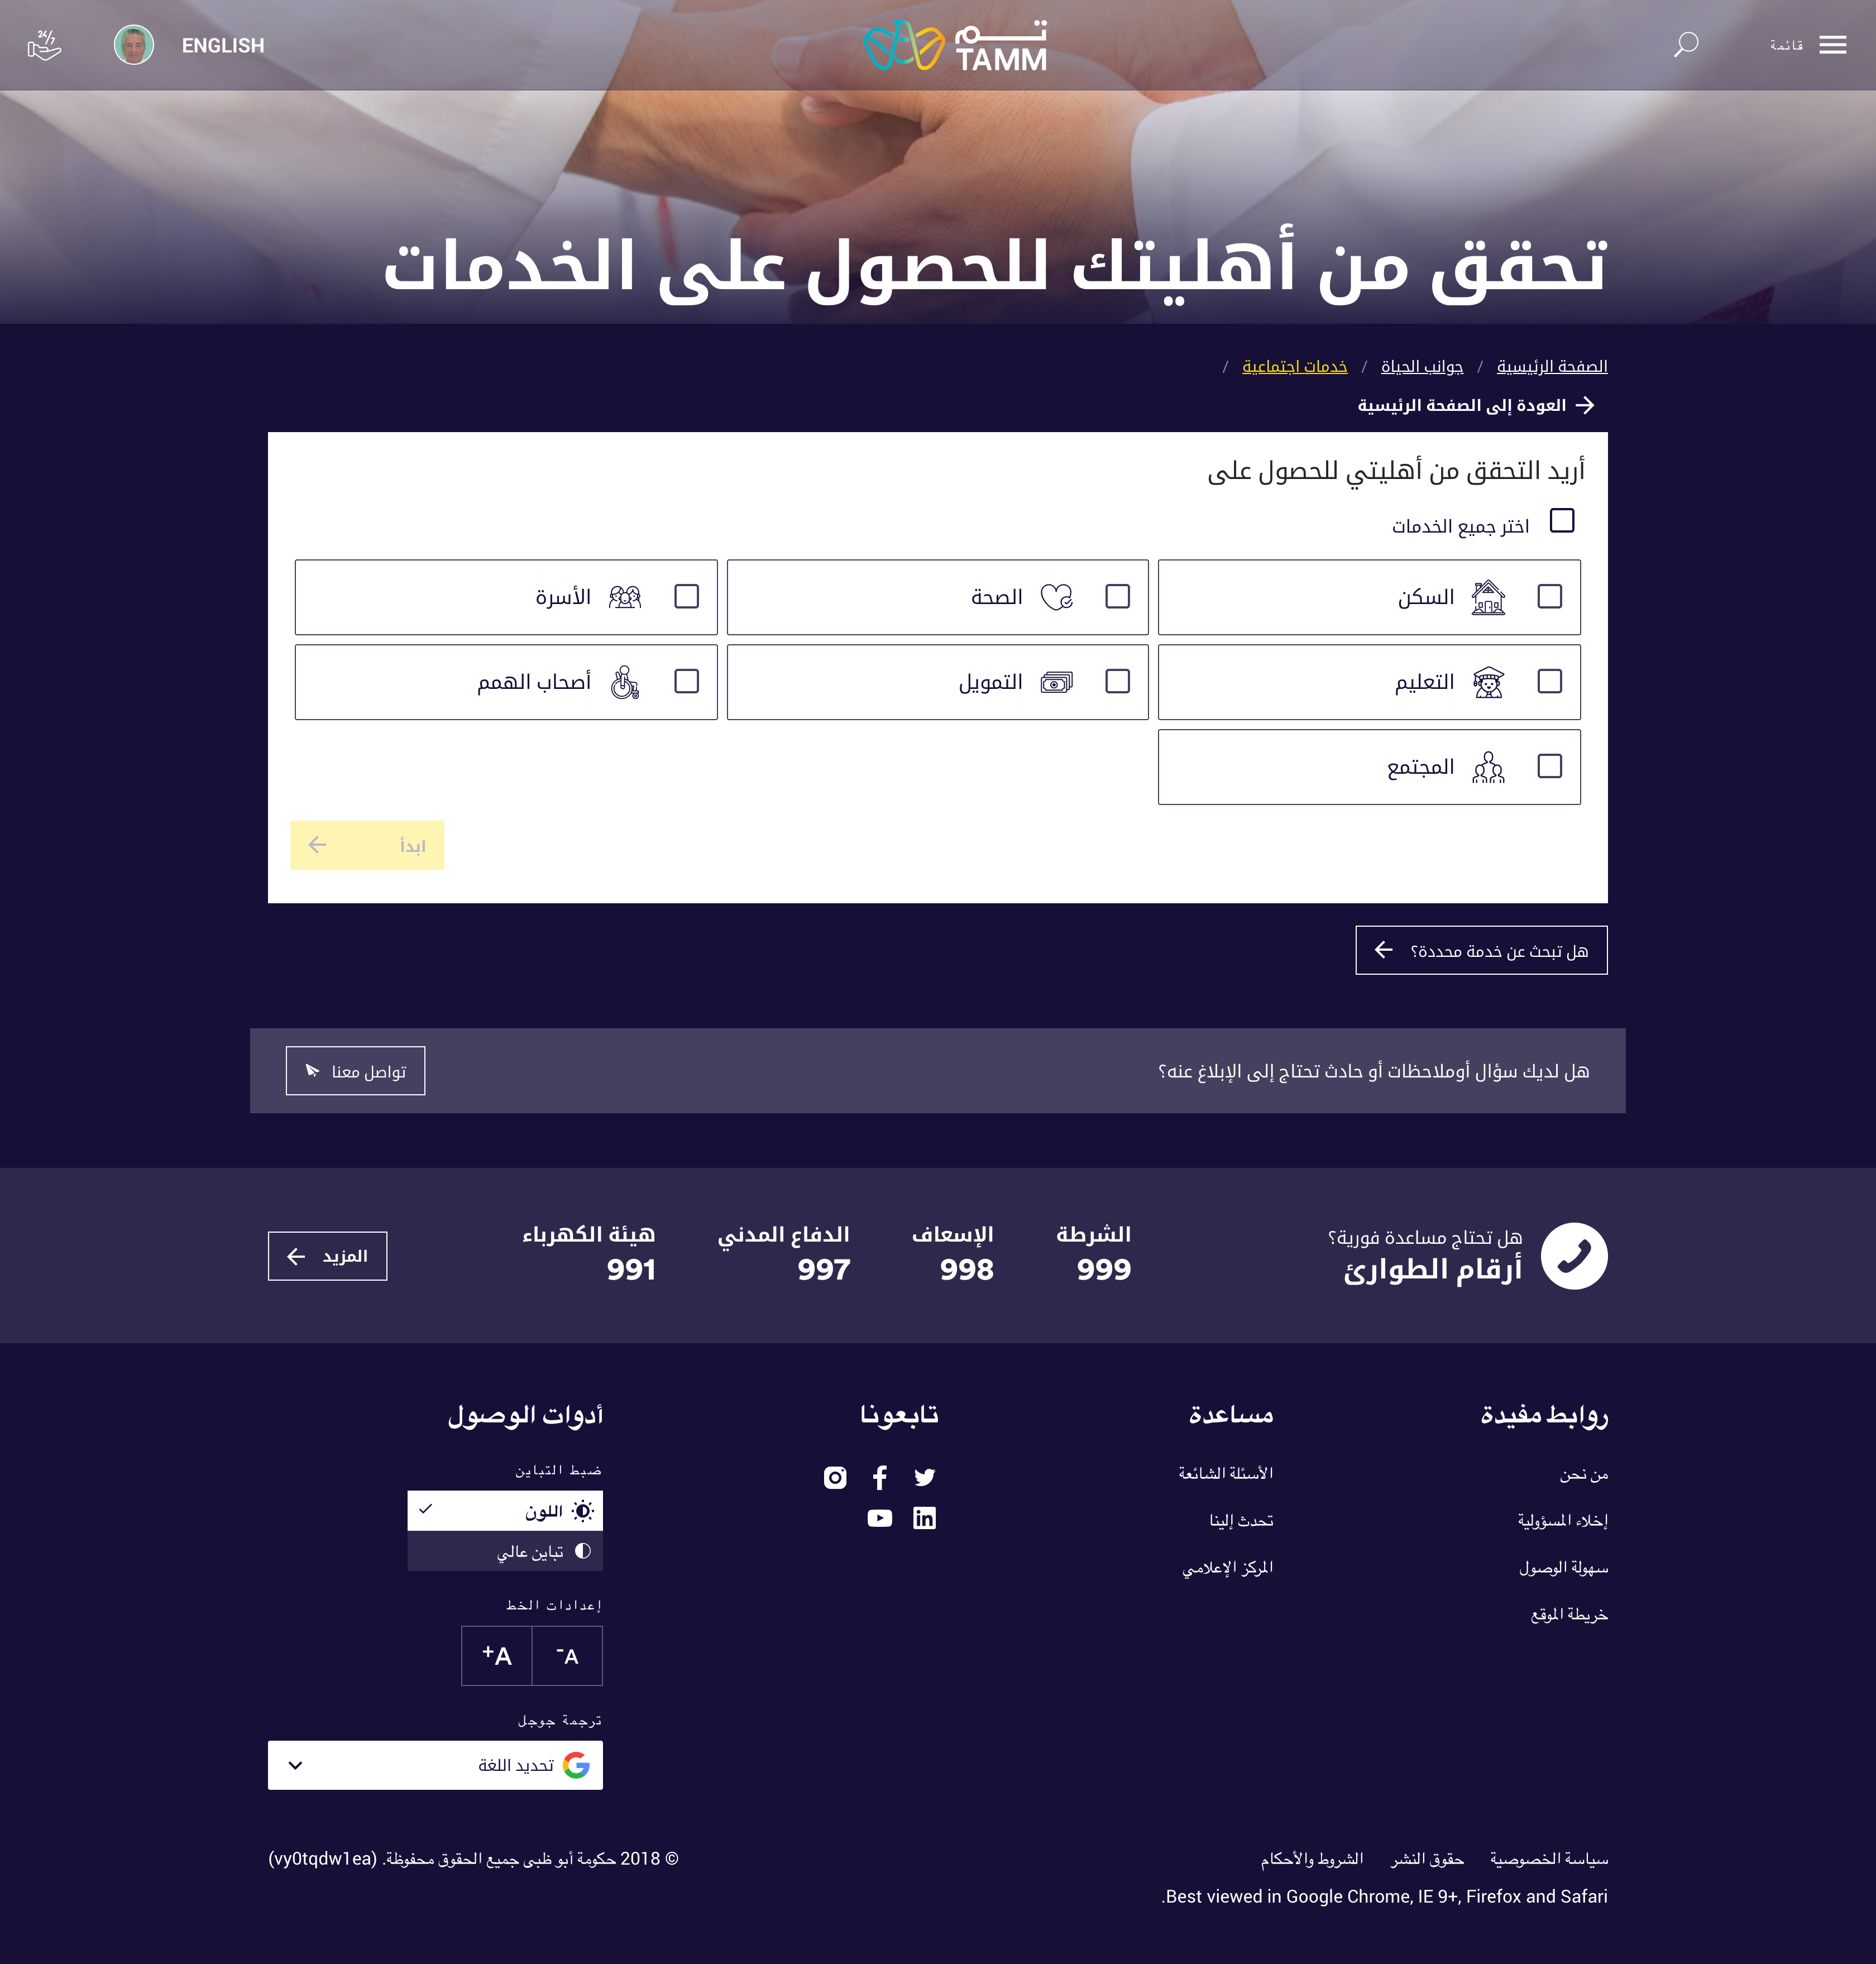 قائمة
تـــم
TAMM
ENGLISH
24/7
تحقق من أهليتك للحصول على الخدمات
الصفحة الرئيسية / جوانب الحياة / خدمات اجتماعية /
العودة إلى الصفحة الرئيسية
أريد التحقق من أهليتي للحصول على
اختر جميع الخدمات
السكن
الصحة
الأسرة
التعليم
التمويل
أصحاب الهمم
المجتمع
ابدأ
هل تبحث عن خدمة محددة؟
هل لديك سؤال أوملاحظات أو حادث تحتاج إلى الإبلاغ عنه؟
تواصل معنا
هل تحتاج مساعدة فورية؟
أرقام الطوارئ
الشرطة
999
الإسعاف
998
الدفاع المدني
997
هيئة الكهرباء
991
المزيد
روابط مفيدة
من نحن
إخلاء المسؤولية
سهولة الوصول
خريطة الموقع
مساعدة
الأسئلة الشائعة
تحدث إلينا
المركز الإعلامي
تابعونا
أدوات الوصول
ضبط التباين
اللون
تباين عالي
إعدادات الخط
-A
+A
ترجمة جوجل
تحديد اللغة
سياسة الخصوصية
حقوق النشر
الشروط والأحكام
.Best viewed in Google Chrome, IE 9+, Firefox and Safari
© 2018 حكومة أبو ظبي جميع الحقوق محفوظة. (vy0tqdw1ea)